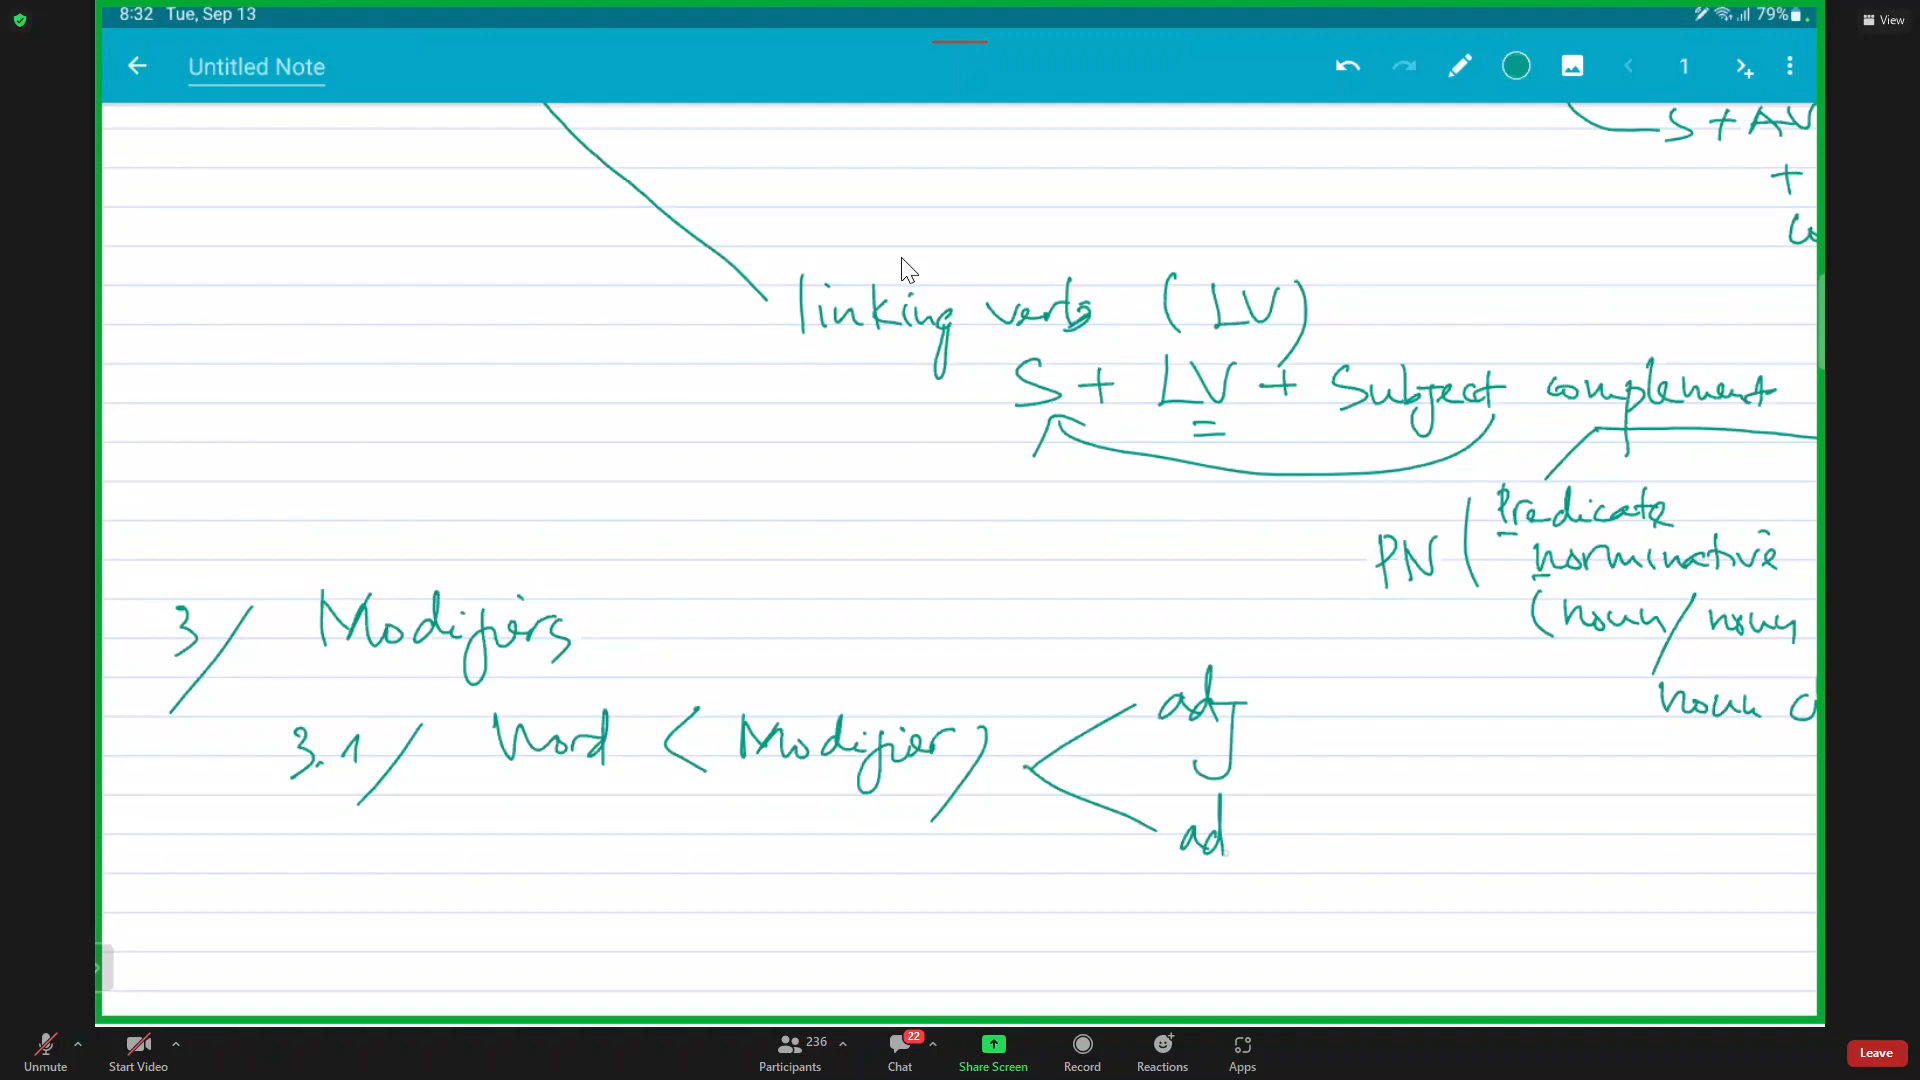 8:32 Tue, Sep 13
79%
View
Untitled Note
1
S + AV
+
linking verbs (LV)
S + LV + Subject complement
=
Predicate
PN
norminative
(noun/noun
noun c
3/ Modifiers
3.1/ Word (Modifier)
adj
ad
Unmute
Start Video
236
Participants
22
Chat
Share Screen
Record
Reactions
Apps
Leave